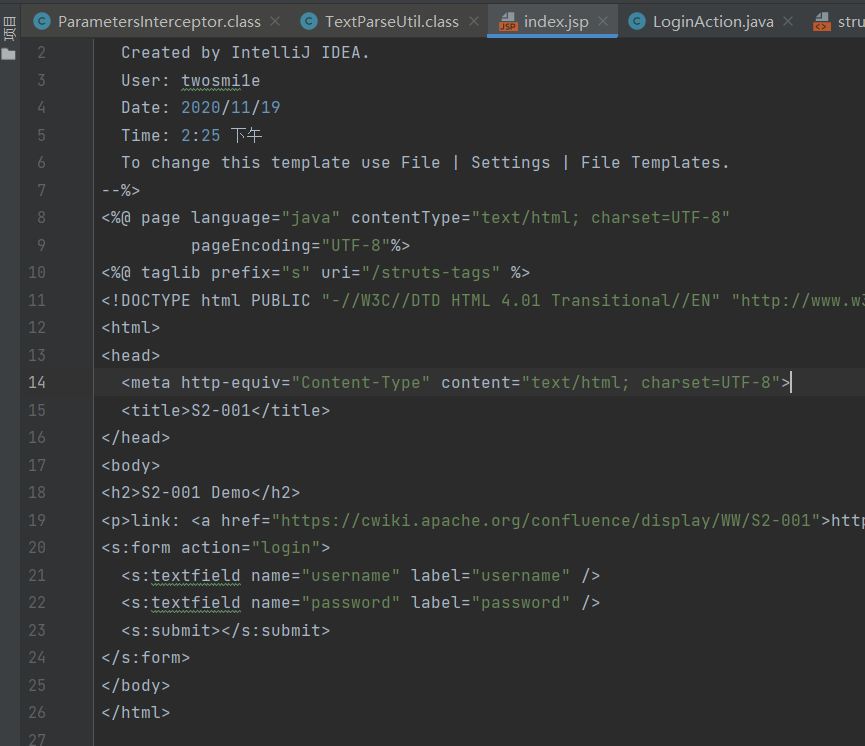 ParametersInterceptor.class TextParseUtil.class index.jsp LoginAction.java
项目
2 Created by IntelliJ IDEA.
3 User: twosmi1e
4 Date: 2020/11/19
5 Time: 2:25 下午
6 To change this template use File | Settings | File Templates.
7 --%>
8 <%@ page language="java" contentType="text/html; charset=UTF-8"
9 pageEncoding="UTF-8"%>
10 <%@ taglib prefix="s" uri="/struts-tags" %>
11 <!DOCTYPE html PUBLIC "-//W3C//DTD HTML 4.01 Transitional//EN" "http://www.w3
12 <html>
13 <head>
14 <meta http-equiv="Content-Type" content="text/html; charset=UTF-8">
15 <title>S2-001</title>
16 </head>
17 <body>
18 <h2>S2-001 Demo</h2>
19 <p>link: <a href="https://cwiki.apache.org/confluence/display/WW/S2-001">http
20 <s:form action="login">
21 <s:textfield name="username" label="username" />
22 <s:textfield name="password" label="password" />
23 <s:submit></s:submit>
24 </s:form>
25 </body>
26 </html>
27